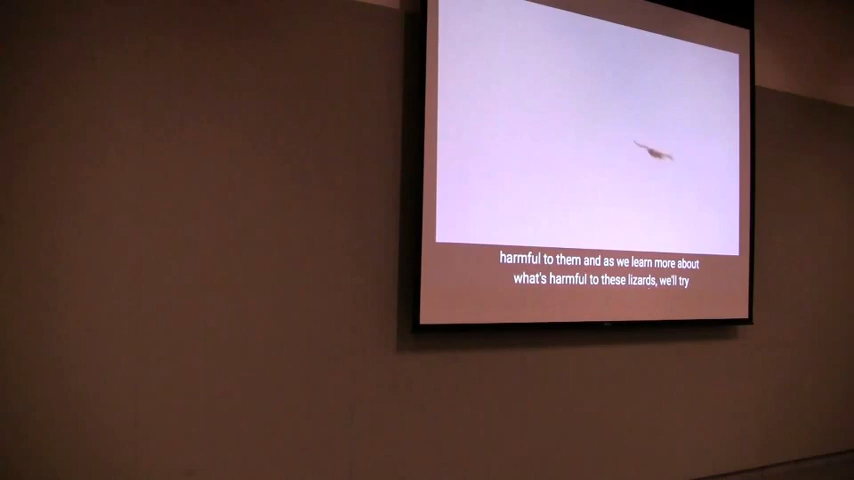 harmful to them and as we learn more about
what's harmful to these lizards, we'll try